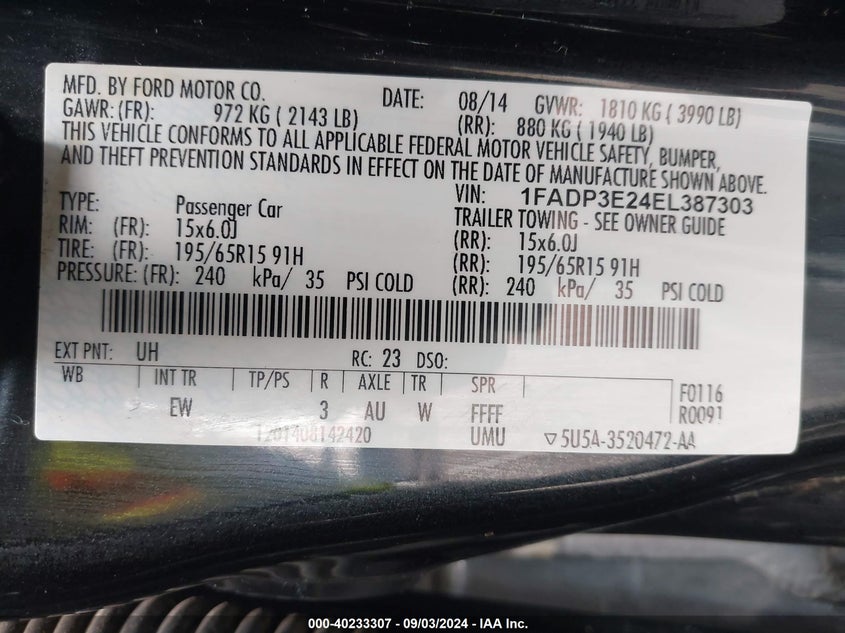 MFD. BY FORD MOTOR CO. DATE: 08/14 GVWR: 1810 KG ( 3990 LB)
GAWR: (FR): 972 KG ( 2143 LB) (RR): 880 KG ( 1940 LB)
THIS VEHICLE CONFORMS TO ALL APPLICABLE FEDERAL MOTOR VEHICLE SAFETY, BUMPER,
AND THEFT PREVENTION STANDARDS IN EFFECT ON THE DATE OF MANUFACTURE SHOWN ABOVE.
VIN: 1FADP3E24EL387303
TYPE: Passenger Car TRAILER TOWING - SEE OWNER GUIDE
RIM: (FR): 15x6.0J (RR): 15x6.0J
TIRE: (FR): 195/65R15 91H (RR): 195/65R15 91H
PRESSURE: (FR): 240 kPa/ 35 PSI COLD (RR): 240 kPa/ 35 PSI COLD
EXT PNT: UH RC: 23 DSO:
WB INT TR TP/PS R AXLE TR SPR F0116
EW 3 AU W FFFF R0091
1201408142420 UMU ▽5U5A-3520472-AA
000-40233307 - 09/03/2024 - IAA Inc.